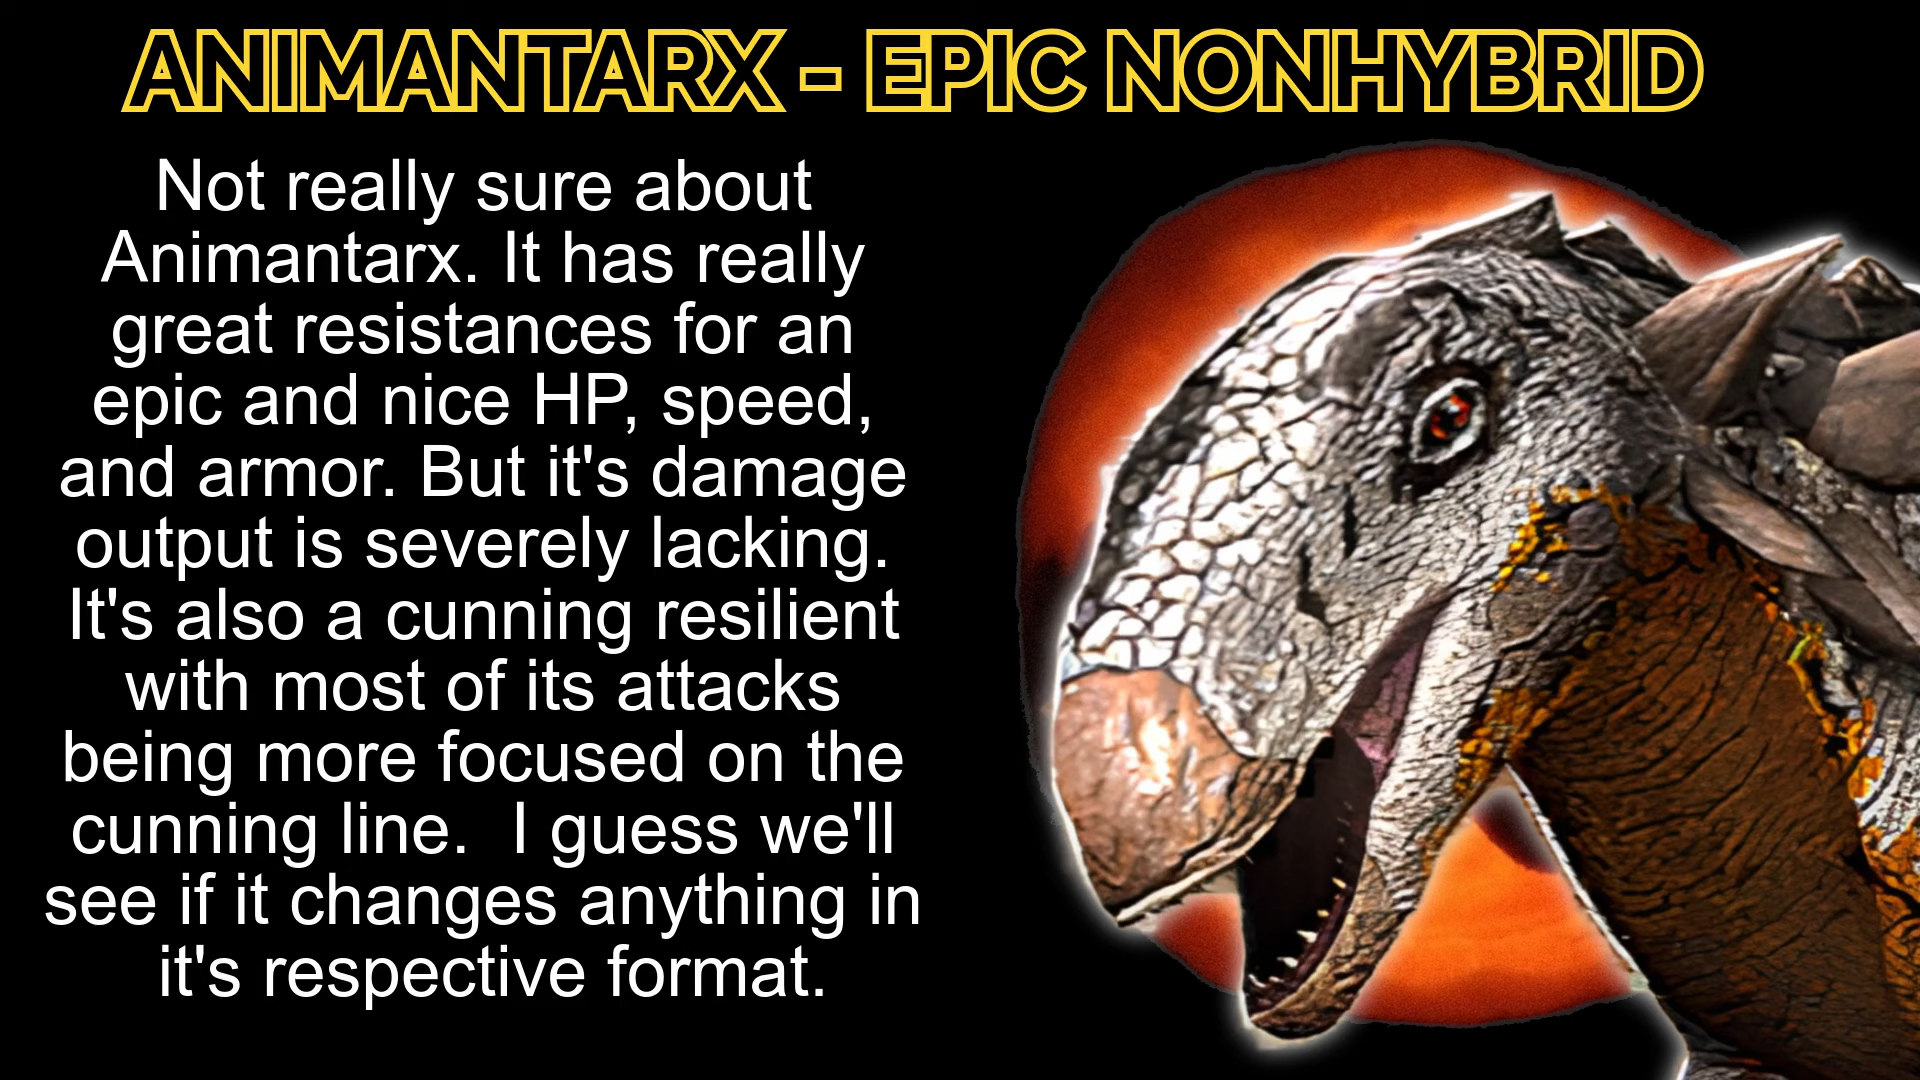 ANIMANTARX - EPIC NONHYBRID
Not really sure about
Animantarx. It has really
great resistances for an
epic and nice HP, speed,
and armor. But it's damage
output is severely lacking.
It's also a cunning resilient
with most of its attacks
being more focused on the
cunning line.  I guess we'll
see if it changes anything in
it's respective format.